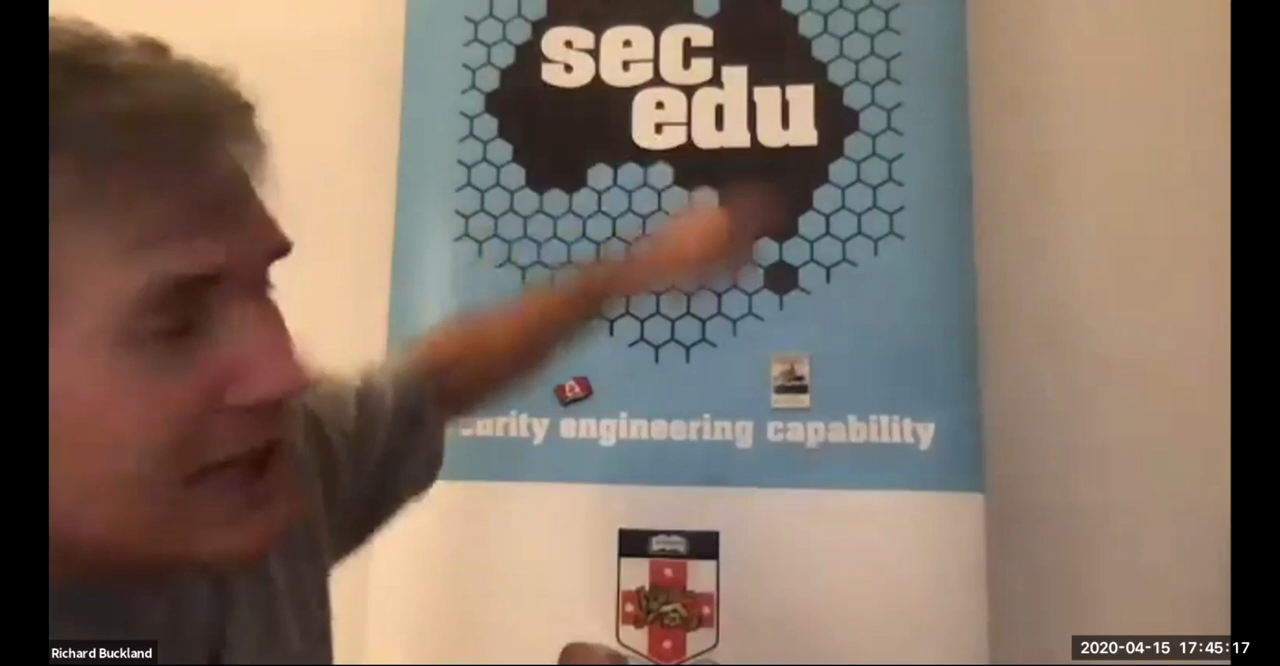 sec
edu
A
curity engineering capability
Richard Buckland
2020-04-15 17:45:17